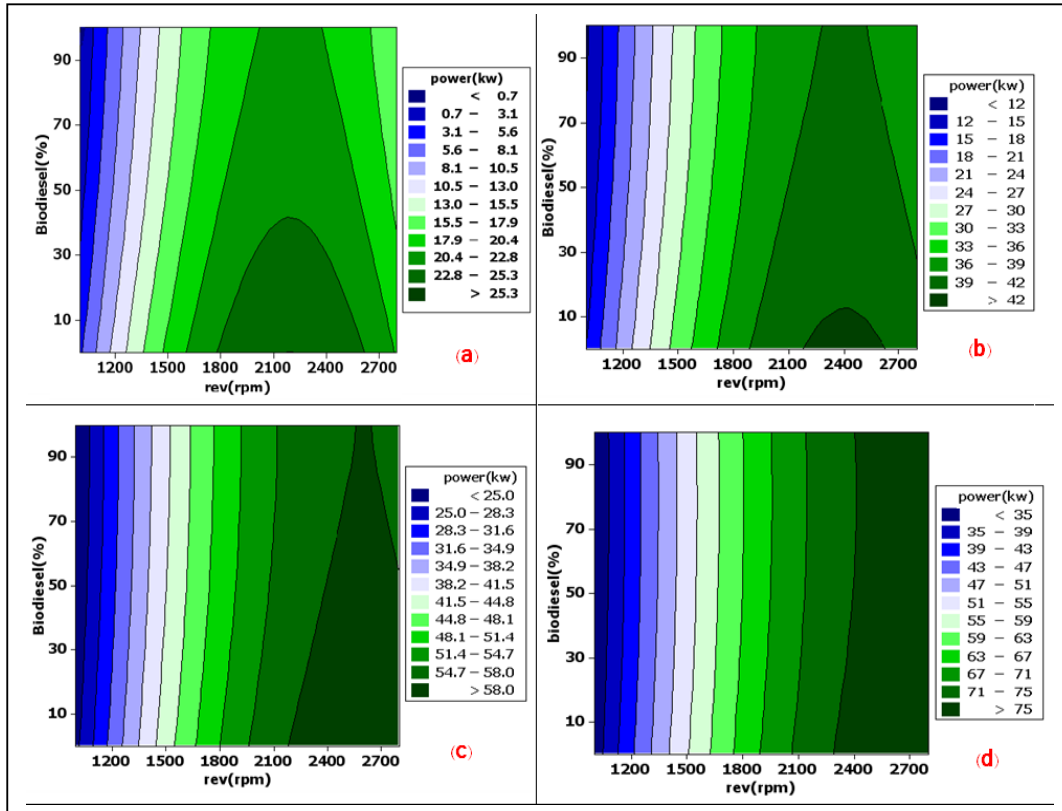 90
70
50
30
10
Biodiesel(%)
1200 1500 1800 2100 2400 2700
rev(rpm)
power(kw)
< 0.7
0.7 – 3.1
3.1 – 5.6
5.6 – 8.1
8.1 – 10.5
10.5 – 13.0
13.0 – 15.5
15.5 – 17.9
17.9 – 20.4
20.4 – 22.8
22.8 – 25.3
> 25.3
(a)
90
70
50
30
10
Biodiesel(%)
1200 1500 1800 2100 2400 2700
rev(rpm)
power(kw)
< 12
12 – 15
15 – 18
18 – 21
21 – 24
24 – 27
27 – 30
30 – 33
33 – 36
36 – 39
39 – 42
> 42
(b)
90
70
50
30
10
Biodiesel(%)
1200 1500 1800 2100 2400 2700
rev(rpm)
power(kw)
< 25.0
25.0 – 28.3
28.3 – 31.6
31.6 – 34.9
34.9 – 38.2
38.2 – 41.5
41.5 – 44.8
44.8 – 48.1
48.1 – 51.4
51.4 – 54.7
54.7 – 58.0
> 58.0
(c)
90
70
50
30
10
biodiesel(%)
1200 1500 1800 2100 2400 2700
rev(rpm)
power(kw)
< 35
35 – 39
39 – 43
43 – 47
47 – 51
51 – 55
55 – 59
59 – 63
63 – 67
67 – 71
71 – 75
> 75
(d)